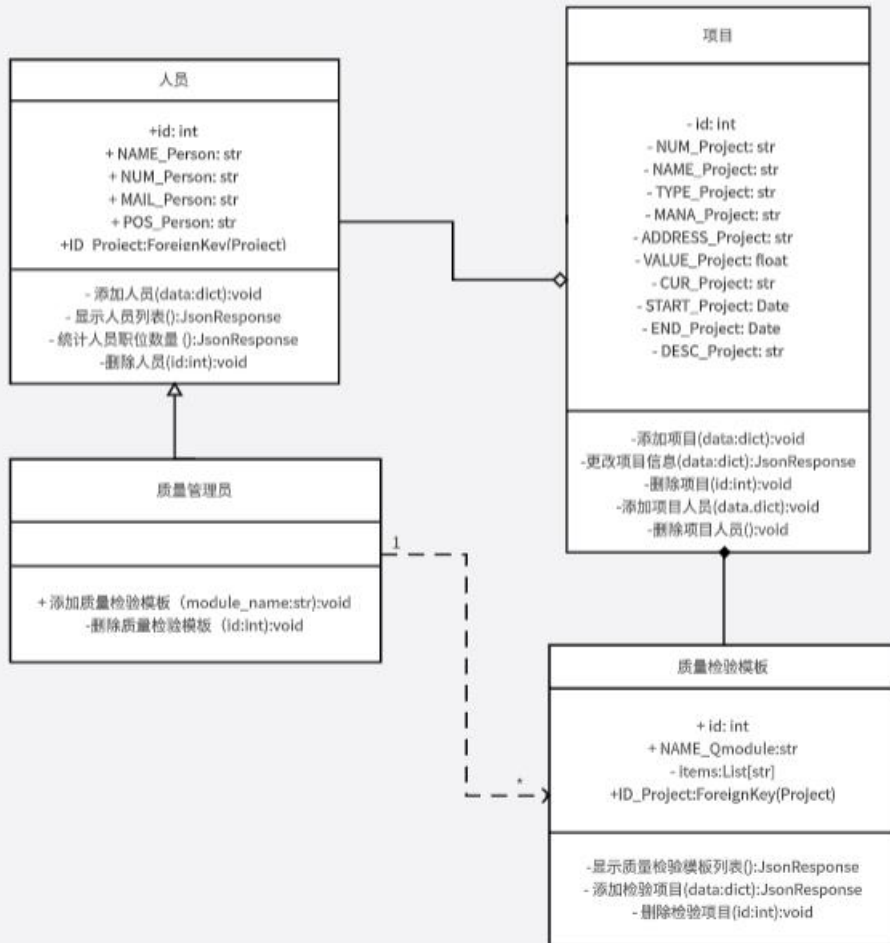 人员
+id: int
+ NAME_Person: str
+ NUM_Person: str
+ MAIL_Person: str
+ POS_Person: str
+ID_Project:ForeignKey(Project)
- 添加人员(data:dict):void
- 显示人员列表():JsonResponse
- 统计人员职位数量 ():JsonResponse
-删除人员(id:int):void
项目
- id: int
- NUM_Project: str
- NAME_Project: str
- TYPE_Project: str
- MANA_Project: str
- ADDRESS_Project: str
- VALUE_Project: float
- CUR_Project: str
- START_Project: Date
- END_Project: Date
- DESC_Project: str
-添加项目(data:dict):void
-更改项目信息(data:dict):JsonResponse
-删除项目(id:int):void
-添加项目人员(data.dict):void
-删除项目人员():void
质量管理员
+ 添加质量检验模板（module_name:str):void
-删除质量检验模板（id:int):void
1
*
质量检验模板
+ id: int
+ NAME_Qmodule:str
- items:List[str]
+ID_Project:ForeignKey(Project)
-显示质量检验模板列表():JsonResponse
- 添加检验项目(data:dict):JsonResponse
- 删除检验项目(id:int):void